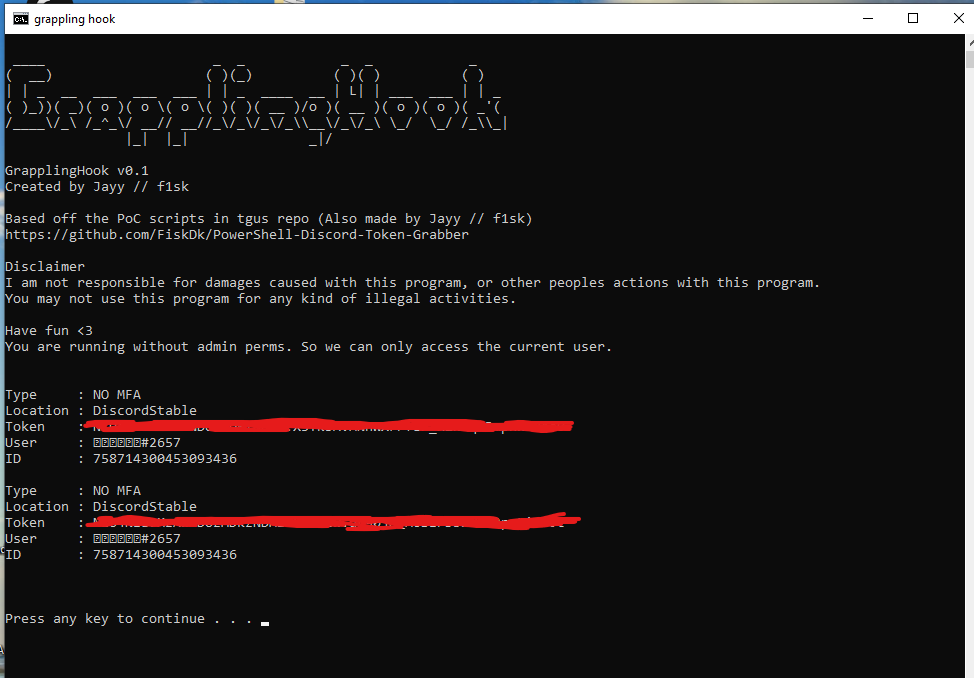 grappling hook
GrapplingHook v0.1
Created by Jayy // f1sk
Based off the PoC scripts in tgus repo (Also made by Jayy // f1sk)
https://github.com/FiskDk/PowerShell-Discord-Token-Grabber
Disclaimer
I am not responsible for damages caused with this program, or other peoples actions with this program.
You may not use this program for any kind of illegal activities.
Have fun <3
You are running without admin perms. So we can only access the current user.
Type : NO MFA
Location : DiscordStable
Token :
User : #2657
ID : 758714300453093436
Type : NO MFA
Location : DiscordStable
Token :
User : #2657
ID : 758714300453093436
Press any key to continue . . .